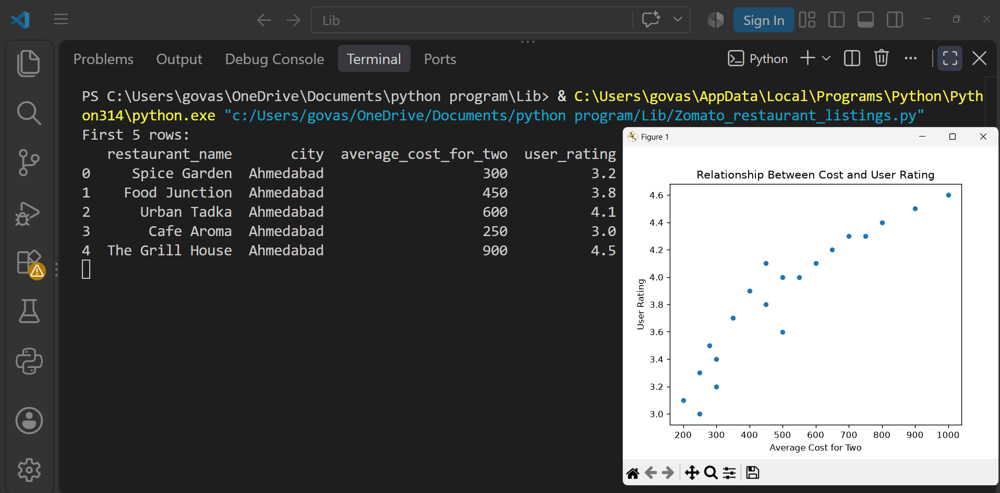 Lib
Sign In
Problems Output Debug Console Terminal Ports
Python
PS C:\Users\govas\OneDrive\Documents\python program\Lib> & C:\Users\govas\AppData\Local\Programs\Python\Pyth
on314\python.exe "c:/Users/govas/OneDrive/Documents/python program/Lib/Zomato_restaurant_listings.py"
First 5 rows:
restaurant_name city average_cost_for_two user_rating
0 Spice Garden Ahmedabad 300 3.2
1 Food Junction Ahmedabad 450 3.8
2 Urban Tadka Ahmedabad 600 4.1
3 Cafe Aroma Ahmedabad 250 3.0
4 The Grill House Ahmedabad 900 4.5
Figure 1
Relationship Between Cost and User Rating
4.6
4.4
4.2
4.0
3.8
3.6
3.4
3.2
3.0
User Rating
200 300 400 500 600 700 800 900 1000
Average Cost for Two